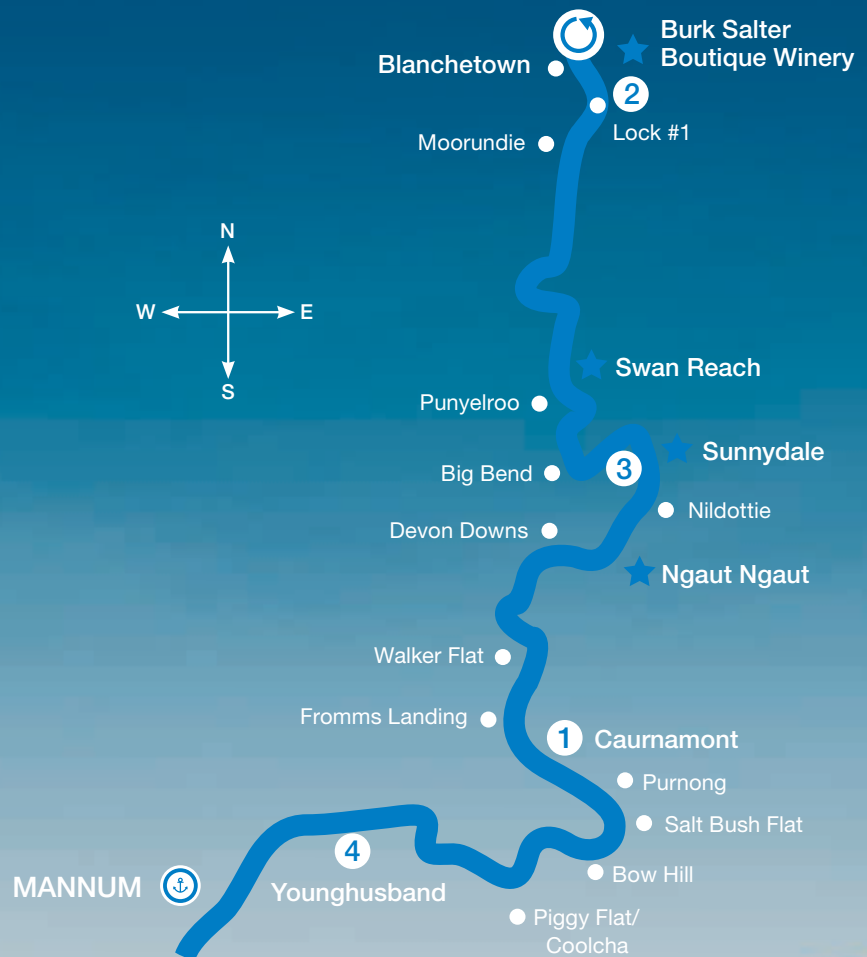 Burk Salter
Boutique Winery
Blanchetown
2
Lock #1
Moorundie
N
W E
S
Swan Reach
Punyelroo
Sunnydale
3
Big Bend
Nildottie
Devon Downs
Ngaut Ngaut
Walker Flat
Fromms Landing
1 Caurnamont
Purnong
Salt Bush Flat
4
Bow Hill
MANNUM
Younghusband
Piggy Flat/
Coolcha